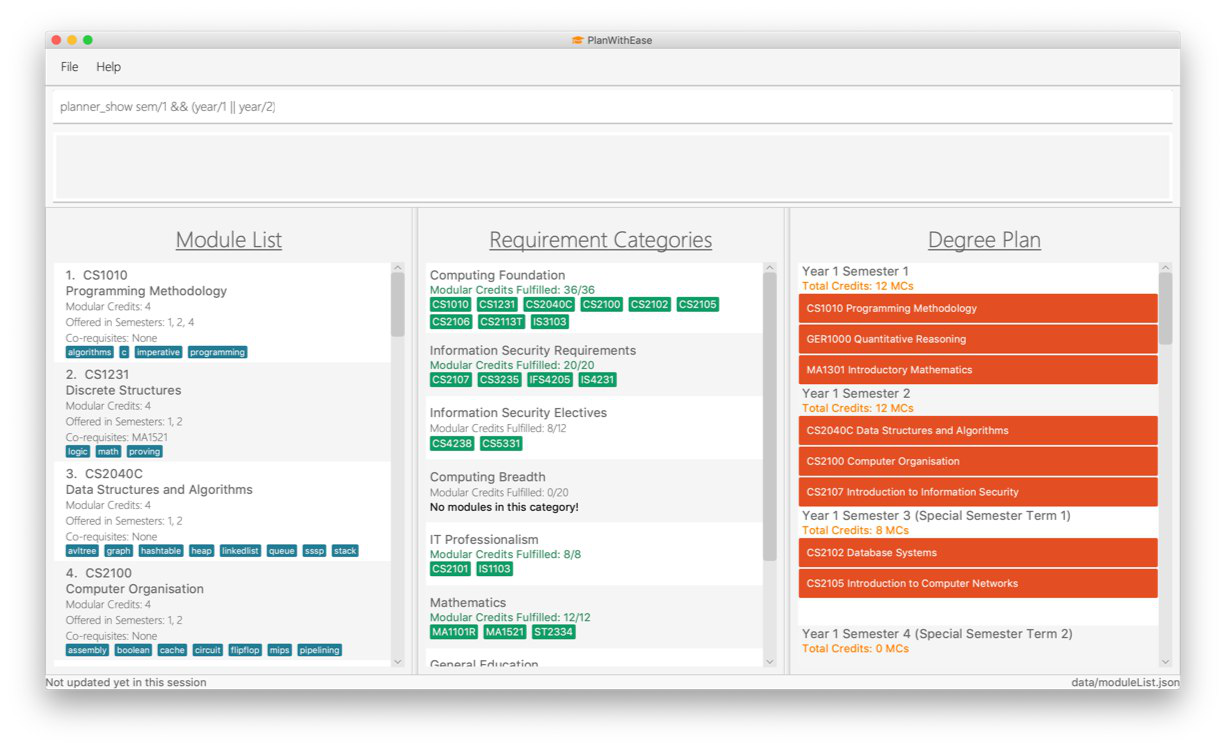 PlanWithEase
File Help
planner_show sem/1 && (year/1 || year/2)
Module List
1. CS1010
Programming Methodology
Modular Credits: 4
Offered in Semesters: 1, 2, 4
Co-requisites: None
algorithms c imperative programming
2. CS1231
Discrete Structures
Modular Credits: 4
Offered in Semesters: 1, 2
Co-requisites: MA1521
logic math proving
3. CS2040C
Data Structures and Algorithms
Modular Credits: 4
Offered in Semesters: 1, 2
Co-requisites: None
avltree graph hashtable heap linkedlist queue sssp stack
4. CS2100
Computer Organisation
Modular Credits: 4
Offered in Semesters: 1, 2
Co-requisites: None
assembly boolean cache circuit flipflop mips pipelining
Requirement Categories
Computing Foundation
Modular Credits Fulfilled: 36/36
CS1010 CS1231 CS2040C CS2100 CS2102 CS2105
CS2106 CS2113T IS3103
Information Security Requirements
Modular Credits Fulfilled: 20/20
CS2107 CS3235 IFS4205 IS4231
Information Security Electives
Modular Credits Fulfilled: 8/12
CS4238 CS5331
Computing Breadth
Modular Credits Fulfilled: 0/20
No modules in this category!
IT Professionalism
Modular Credits Fulfilled: 8/8
CS2101 IS1103
Mathematics
Modular Credits Fulfilled: 12/12
MA1101R MA1521 ST2334
General Education
Degree Plan
Year 1 Semester 1
Total Credits: 12 MCs
CS1010 Programming Methodology
GER1000 Quantitative Reasoning
MA1301 Introductory Mathematics
Year 1 Semester 2
Total Credits: 12 MCs
CS2040C Data Structures and Algorithms
CS2100 Computer Organisation
CS2107 Introduction to Information Security
Year 1 Semester 3 (Special Semester Term 1)
Total Credits: 8 MCs
CS2102 Database Systems
CS2105 Introduction to Computer Networks
Year 1 Semester 4 (Special Semester Term 2)
Total Credits: 0 MCs
Not updated yet in this session
data/moduleList.json